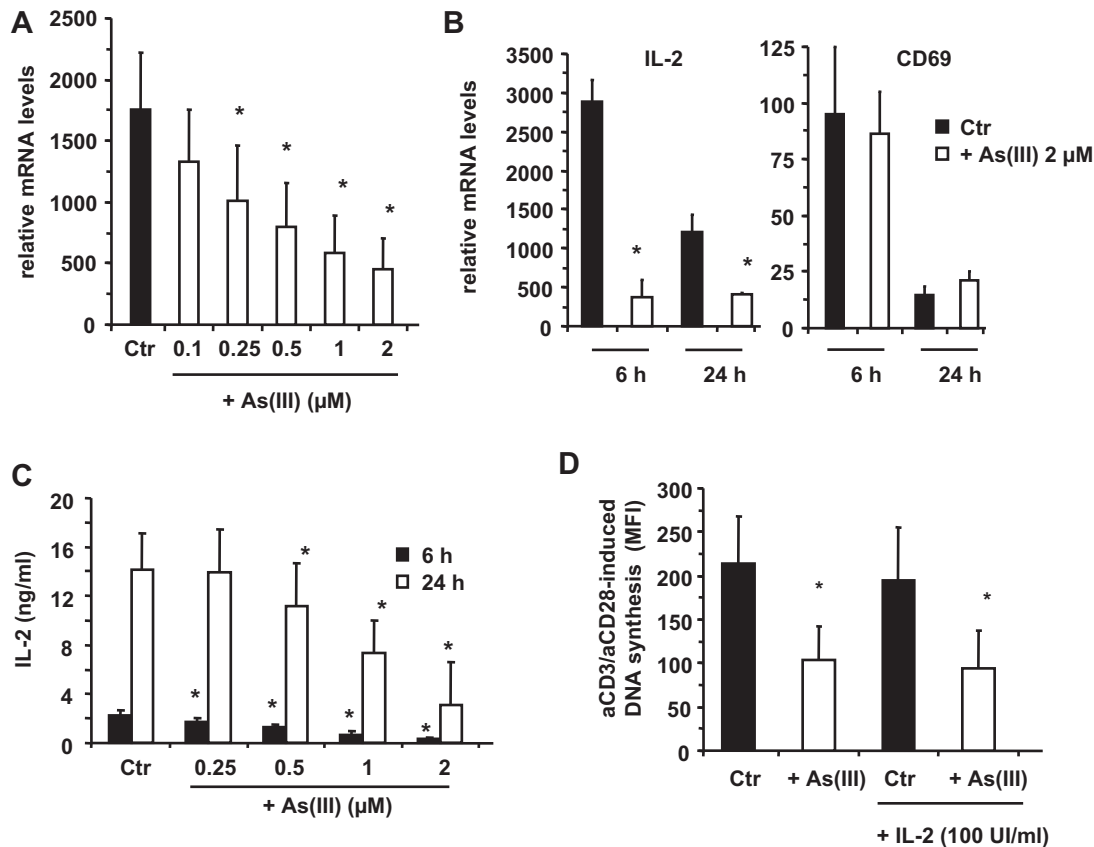 A
relative mRNA levels
2500
2000
1500
1000
500
0
* * * *
Ctr 0.1 0.25 0.5 1 2
+ As(III) (µM)
B
relative mRNA levels
IL-2
3500
3000
2500
2000
1500
1000
500
0
* *
6 h 24 h
CD69
125
100
75
50
25
0
Ctr
+ As(III) 2 µM
6 h 24 h
C
IL-2 (ng/ml)
20
16
12
8
4
0
6 h
24 h
* * *
* * * *
Ctr 0.25 0.5 1 2
+ As(III) (µM)
D
aCD3/aCD28-induced
DNA synthesis (MFI)
300
250
200
150
100
50
0
* *
Ctr + As(III) Ctr + As(III)
+ IL-2 (100 UI/ml)